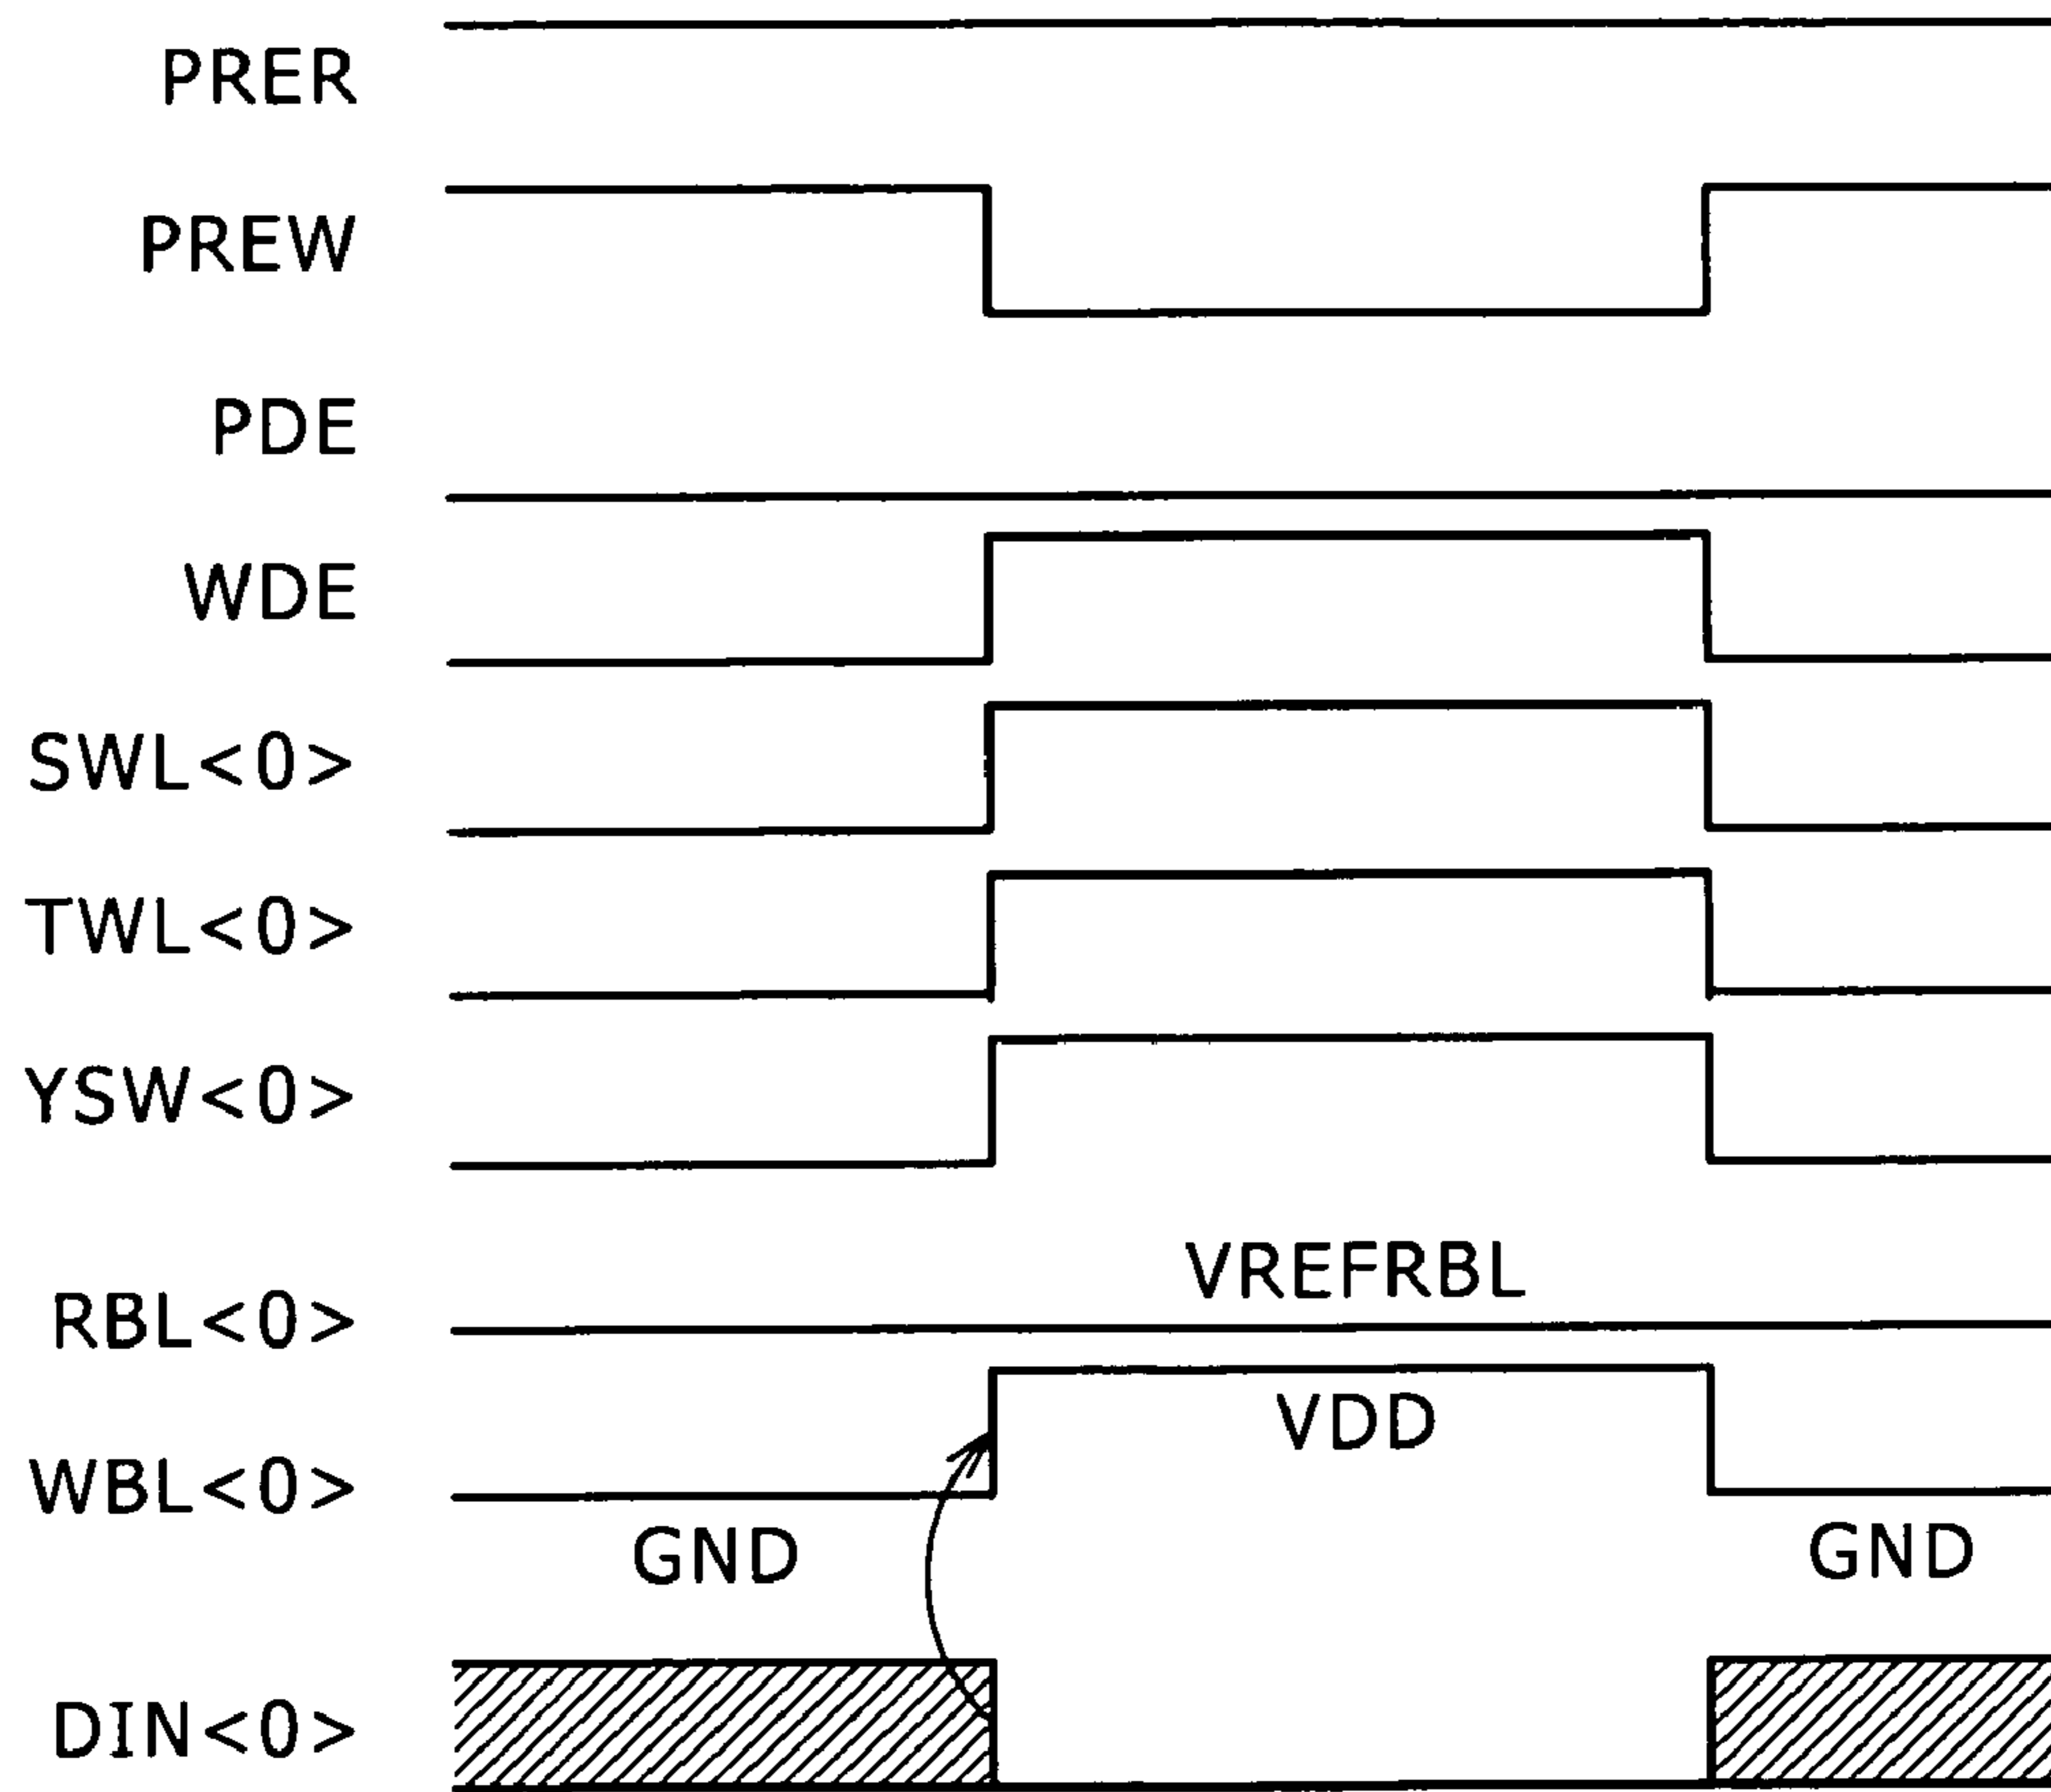 PRER
PREW
PDE
WDE
SWL<0>
TWL<0>
YSW<0>
VREFRBL
RBL<0>
VDD
WBL<0>
GND
GND
DIN<0>